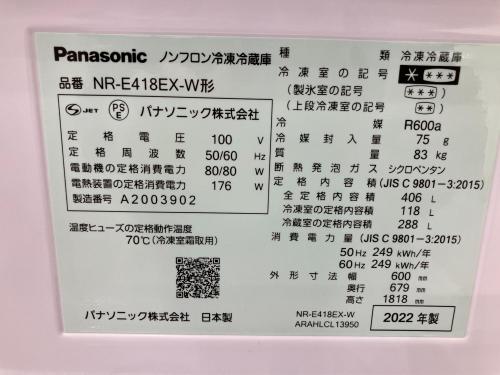 Panasonic ノンフロン冷凍冷蔵庫
品番 NR-E418EX-W形
S JET PS E パナソニック株式会社
定格電圧 100 V
定格周波数 50/60 Hz
電動機の定格消費電力 80/80 W
電熱装置の定格消費電力 176 W
製造番号 A2003902
温度ヒューズの定格動作温度
70℃(冷凍室霜取用)
パナソニック株式会社 日本製
種類 冷凍冷蔵庫
冷凍室の記号 * ***
(製氷室の記号) (***)
(上段冷凍室の記号) (**)
冷媒 R600a
冷媒封入量 75 g
質量 83 kg
断熱発泡ガス シクロペンタン
定格内容積(JIS C 9801-3:2015)
全定格内容積 406 L
冷凍室の定格内容積 118 L
冷蔵室の定格内容積 288 L
消費電力量(JIS C 9801-3:2015)
50 Hz 249 kWh/年
60 Hz 249 kWh/年
外形寸法 幅 600 mm
奥行 679 mm
高さ 1818 mm
NR-E418EX-W
ARAHLCL13950
2022年製